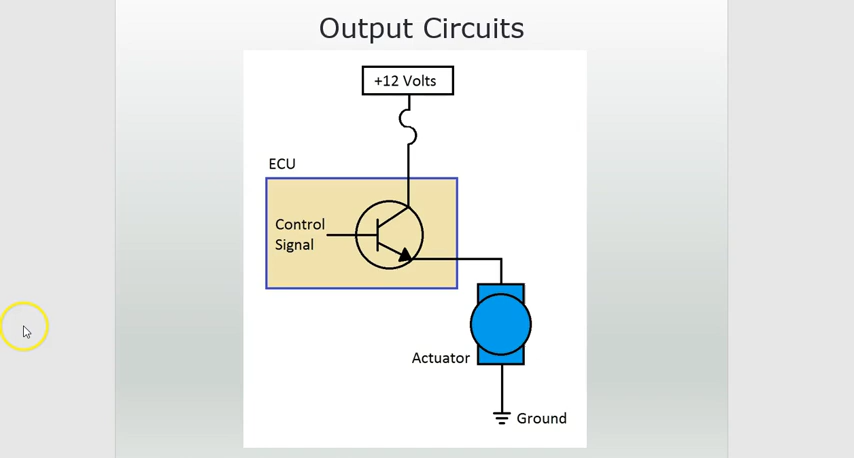 Output Circuits
+12 Volts
ECU
Control
Signal
Actuator
Ground